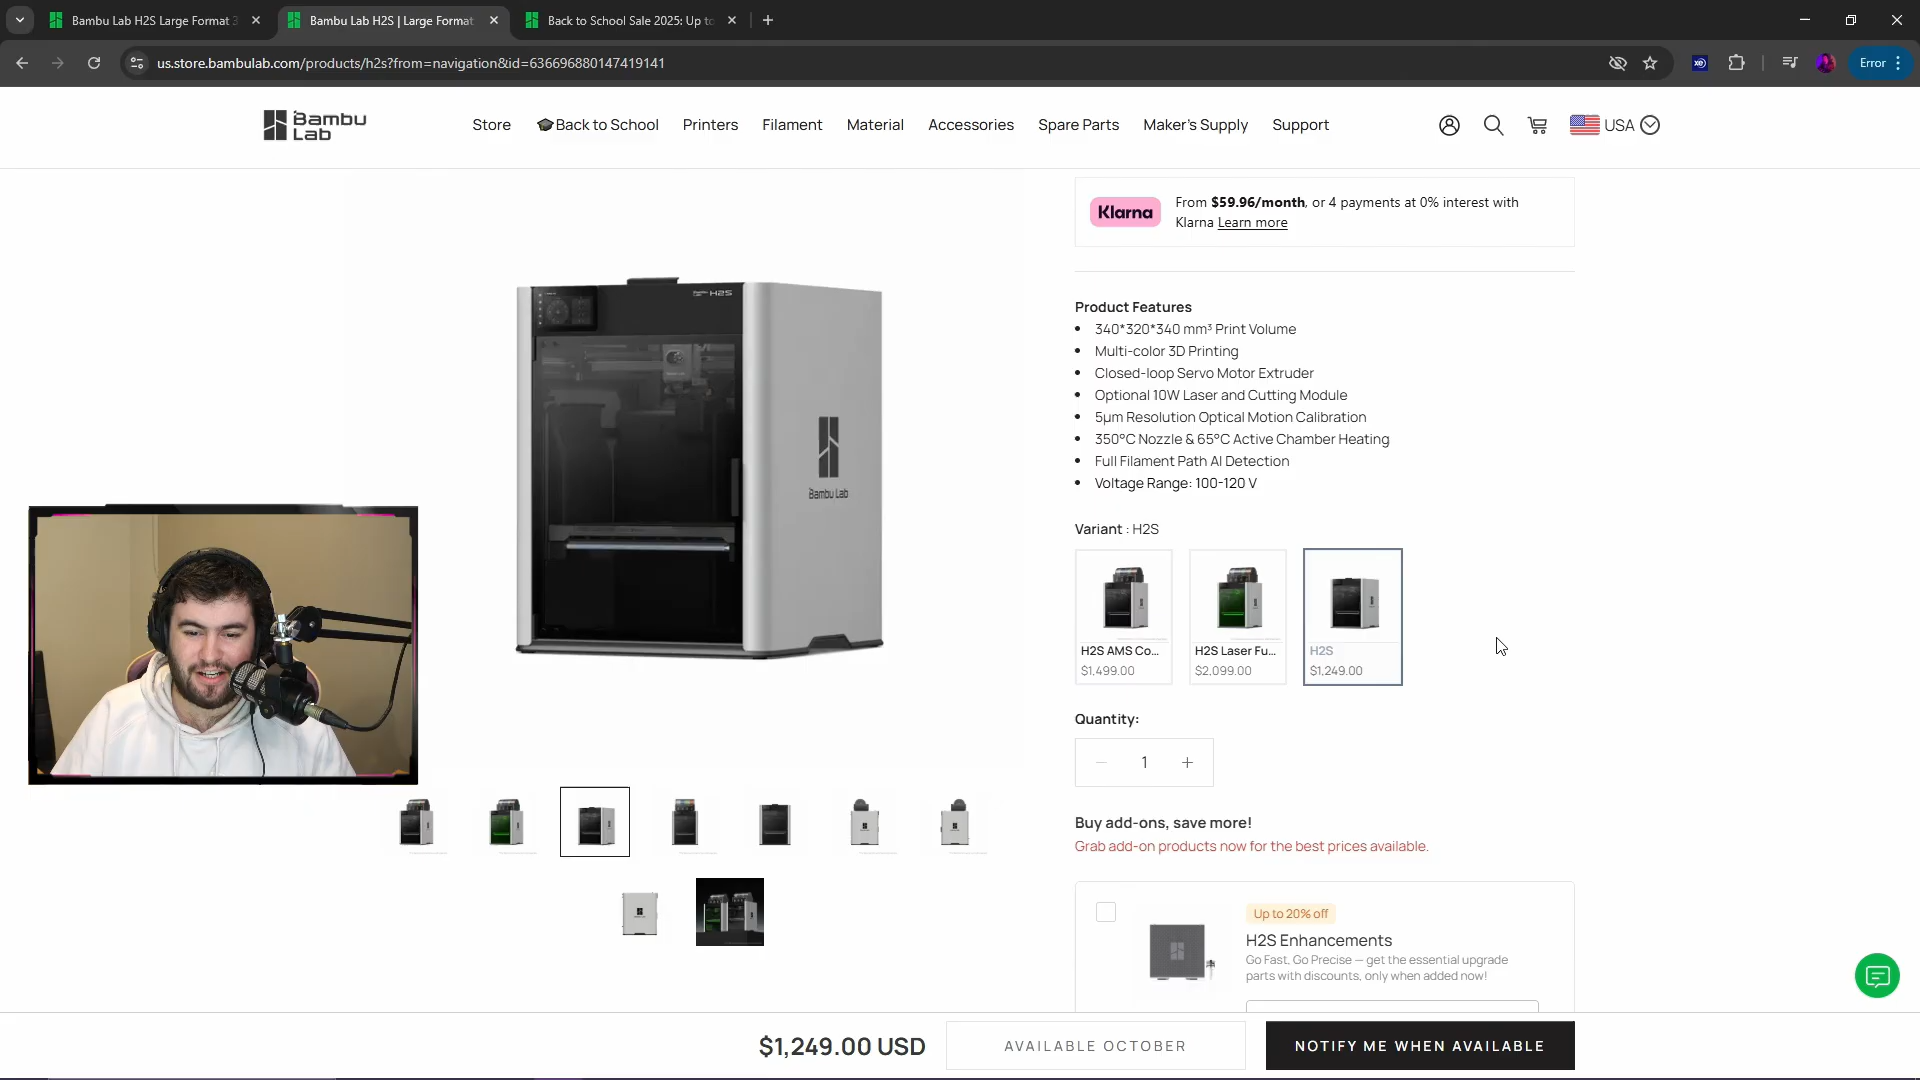 Bambu Lab H2S Large Format 3
Bambu Lab H2S | Large Format
Back to School Sale 2025: Up to
us.store.bambulab.com/products/h2s?from=navigation&id=636696880147419141
Error
Bambu
Lab
Store
Back to School
Printers
Filament
Material
Accessories
Spare Parts
Maker's Supply
Support
USA
Klarna
From $59.96/month, or 4 payments at 0% interest with
Klarna Learn more
Product Features
• 340*320*340 mm³ Print Volume
• Multi-color 3D Printing
• Closed-loop Servo Motor Extruder
• Optional 10W Laser and Cutting Module
• 5μm Resolution Optical Motion Calibration
• 350°C Nozzle & 65°C Active Chamber Heating
• Full Filament Path AI Detection
• Voltage Range: 100-120 V
H2S
Bambu Lab
Variant : H2S
H2S AMS Co...
$1,499.00
H2S Laser Fu...
$2,099.00
H2S
$1,249.00
Quantity:
1
Buy add-ons, save more!
Grab add-on products now for the best prices available.
Up to 20% off
H2S Enhancements
Go Fast, Go Precise — get the essential upgrade
parts with discounts, only when added now!
$1,249.00 USD
AVAILABLE OCTOBER
NOTIFY ME WHEN AVAILABLE